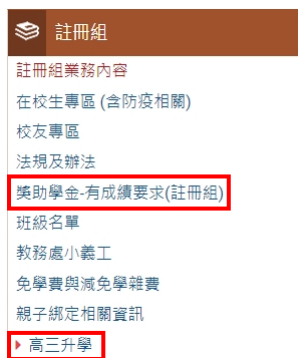 註冊組
註冊組業務內容
在校生專區 (含防疫相關)
校友專區
法規及辦法
獎助學金-有成績要求(註冊組)
班級名單
教務處小義工
免學費與減免學雜費
親子綁定相關資訊
高三升學